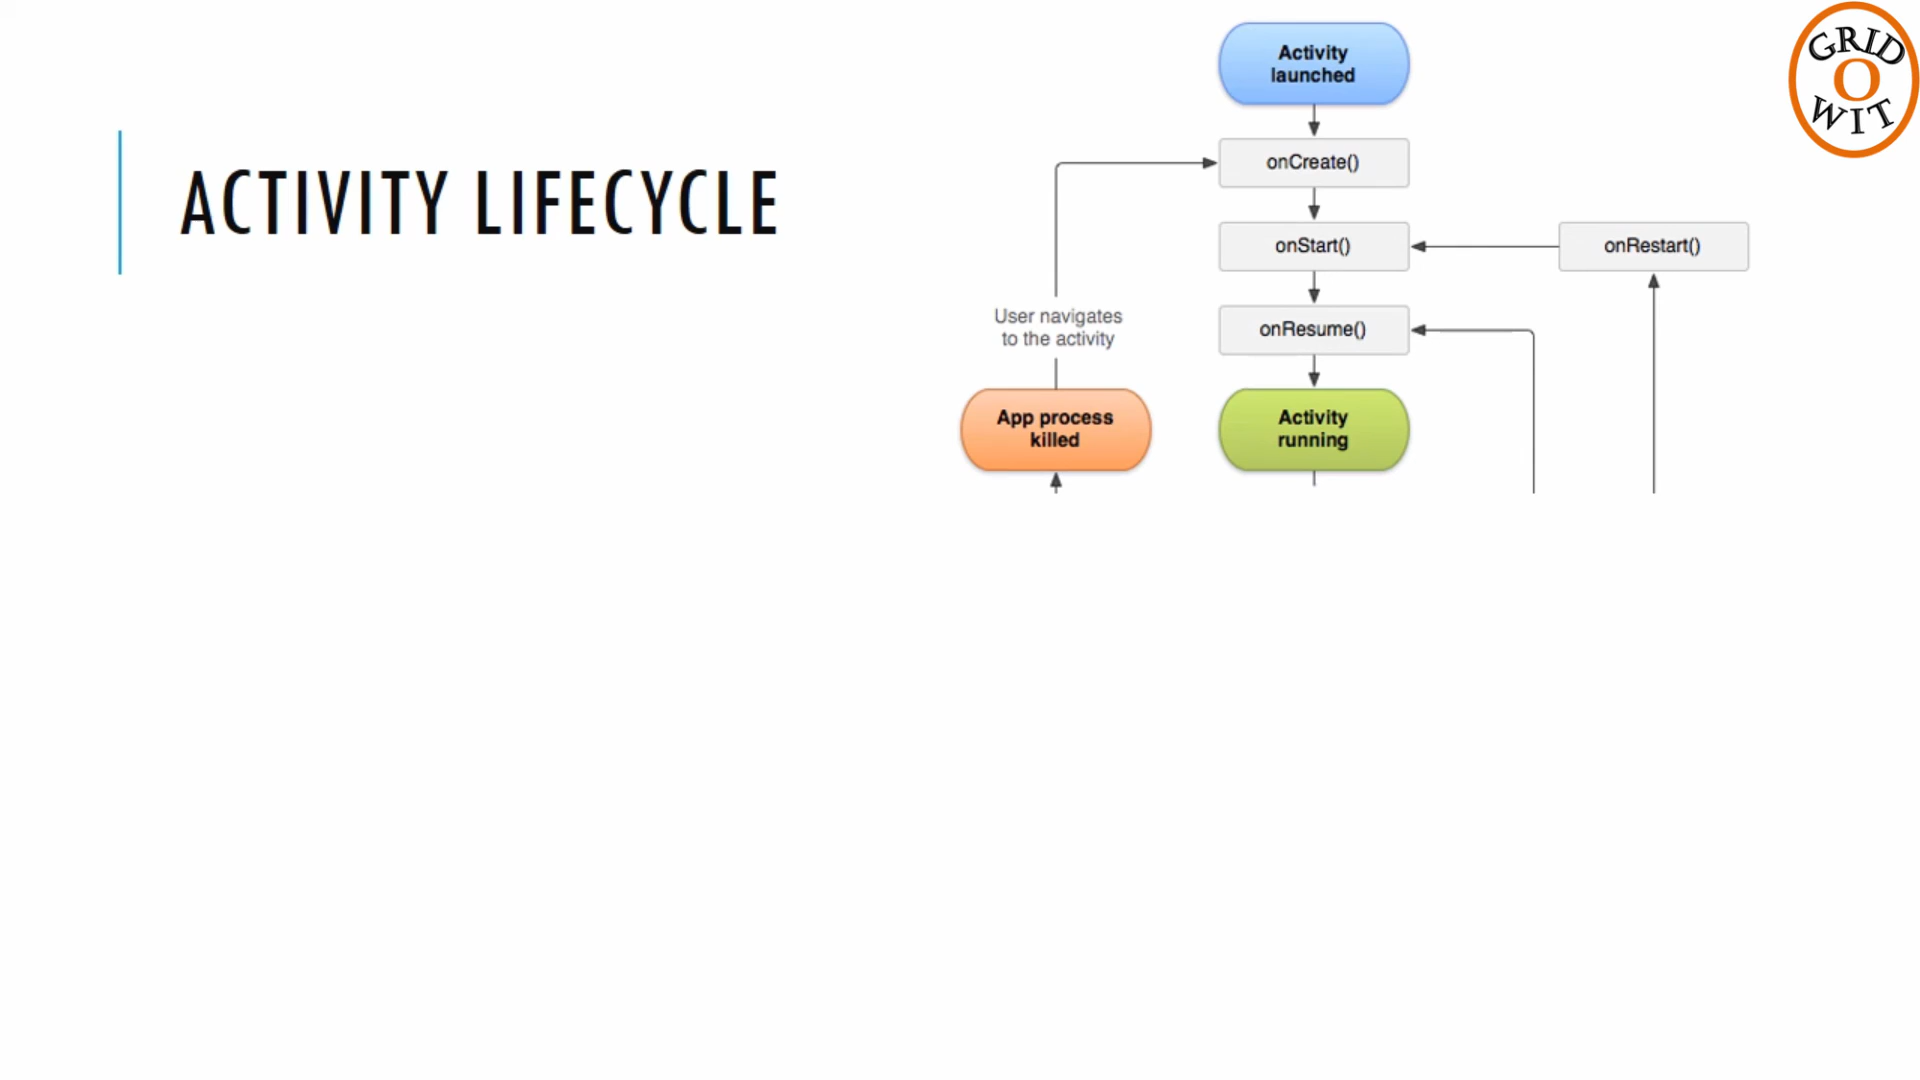 ACTIVITY LIFECYCLE
Activity
launched
onCreate()
onStart()
onRestart()
onResume()
User navigates
to the activity
App process
killed
Activity
running
GRID
O
WIT